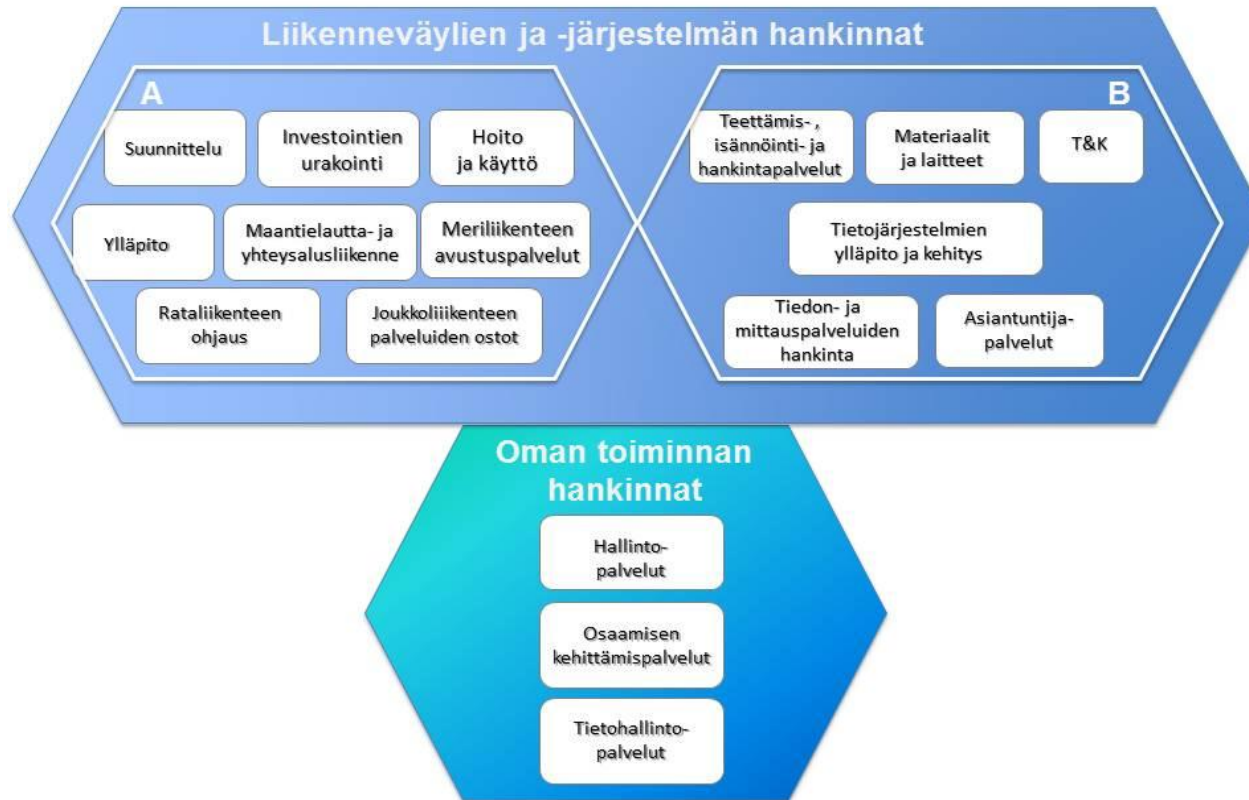 Liikenneväylien ja -järjestelmän hankinnat
A
Suunnittelu
Investointien
urakointi
Hoito
ja käyttö
Ylläpito
Maantielautta- ja
yhteysalusliikenne
Meriliikenteen
avustuspalvelut
Rataliikenteen
ohjaus
Joukkoliiikenteen
palveluiden ostot
B
Teettämis- ,
isännöinti- ja
hankintapalvelut
Materiaalit
ja laitteet
T&K
Tietojärjestelmien
ylläpito ja kehitys
Tiedon- ja
mittauspalveluiden
hankinta
Asiantuntija-
palvelut
Oman toiminnan
hankinnat
Hallinto-
palvelut
Osaamisen
kehittämispalvelut
Tietohallinto-
palvelut